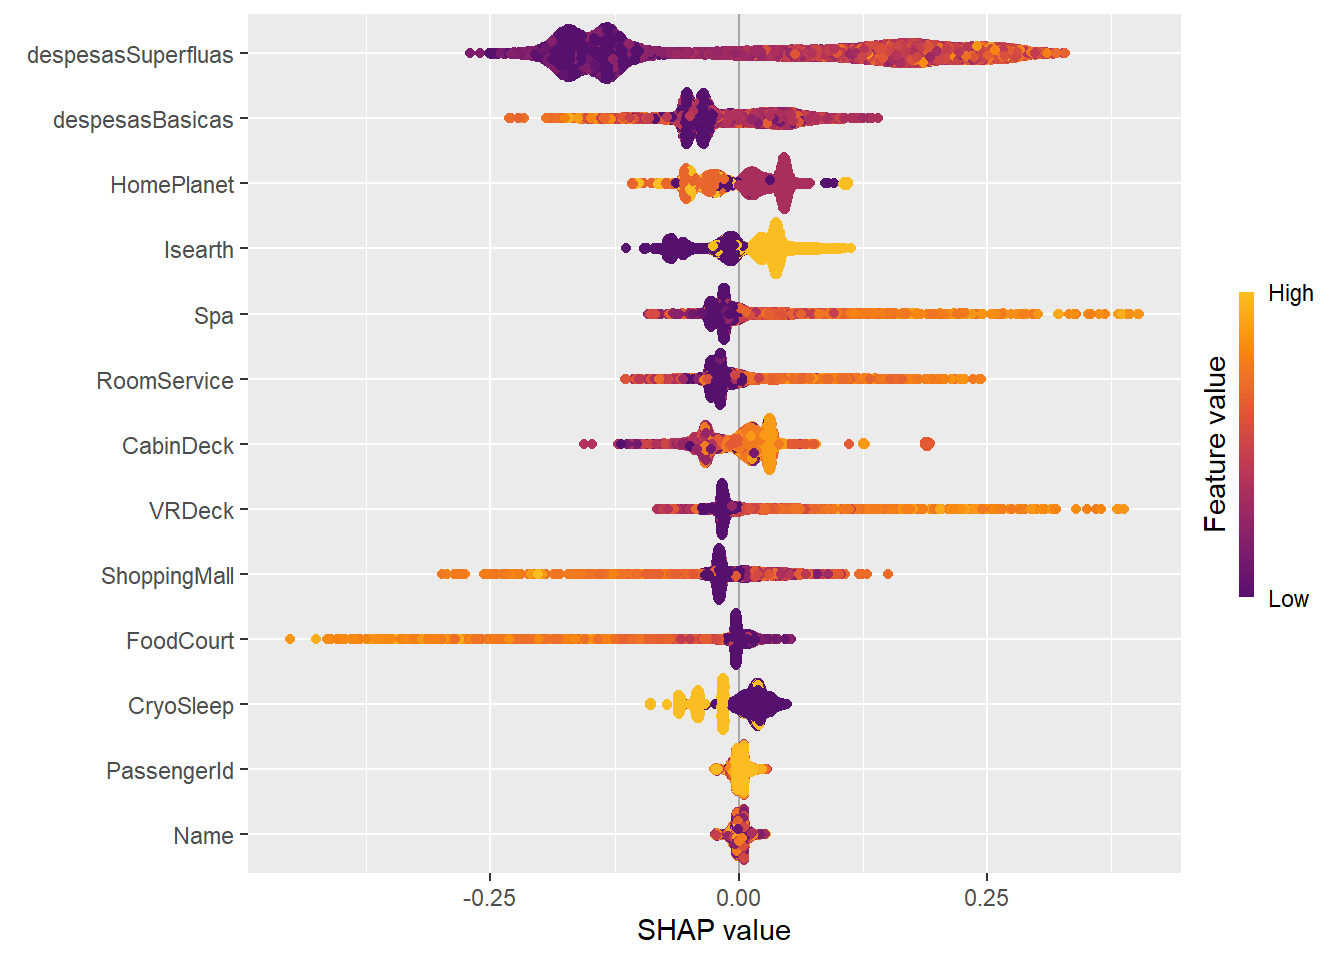 despesasSuperfluas
despesasBasicas
HomePlanet
Isearth
Spa
RoomService
CabinDeck
VRDeck
ShoppingMall
FoodCourt
CryoSleep
PassengerId
Name
-0.25 0.00 0.25
SHAP value
Feature value
High
Low